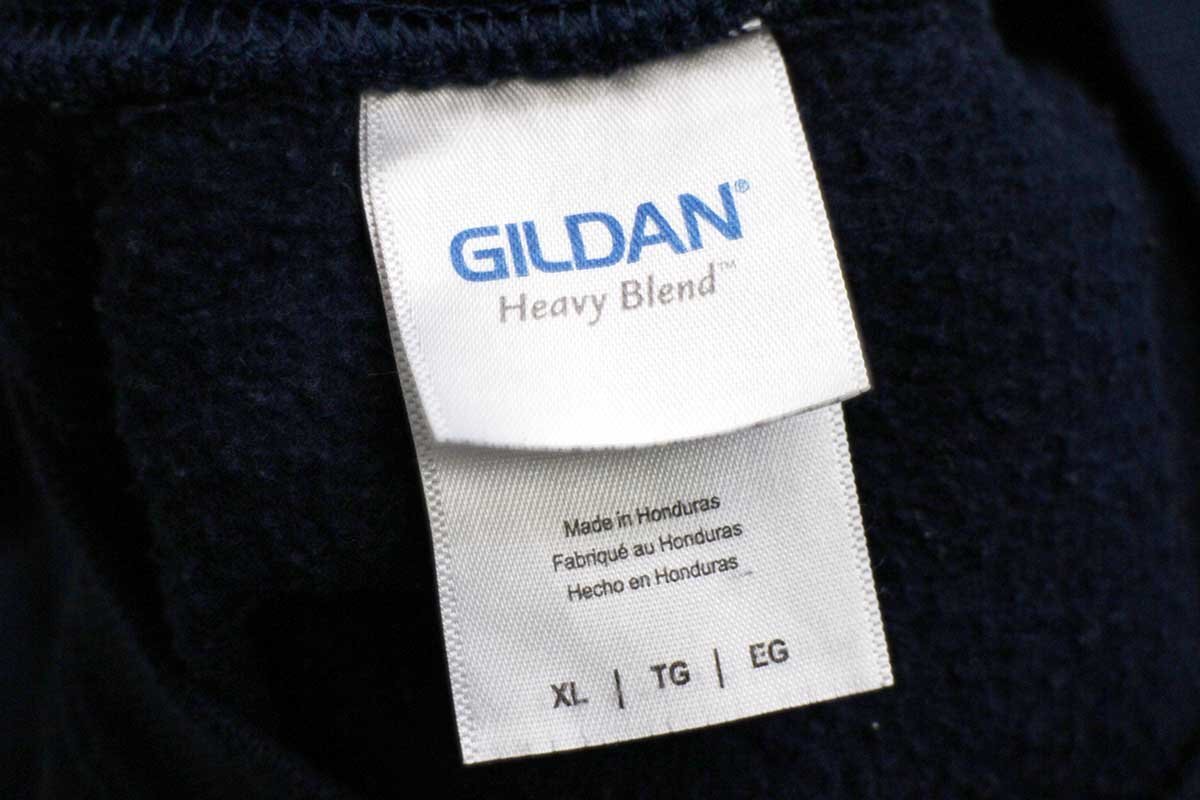 GILDAN®
Heavy Blend™
Made in Honduras
Fabriqué au Honduras
Hecho en Honduras
XL | TG | EG